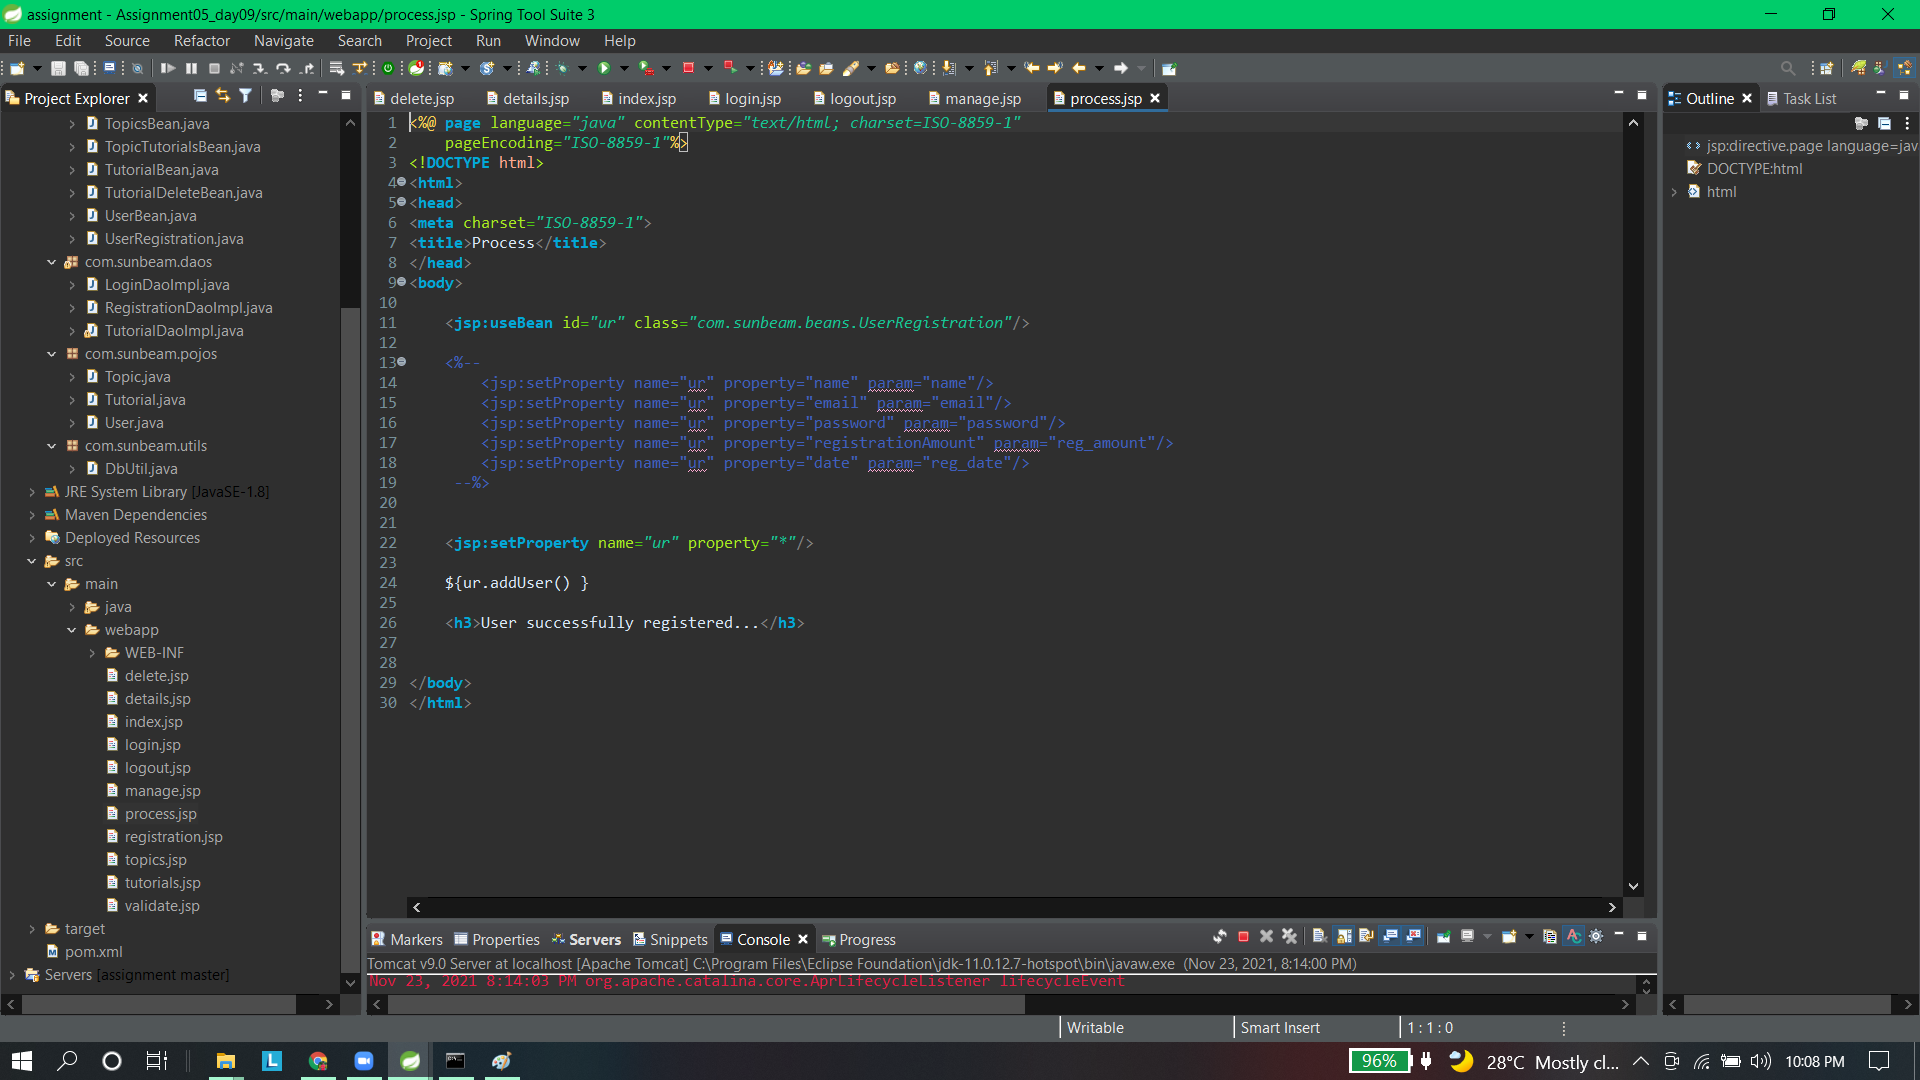 assignment - Assignment05_day09/src/main/webapp/process.jsp - Spring Tool Suite 3
File Edit Source Refactor Navigate Search Project Run Window Help
Project Explorer
TopicsBean.java
TopicTutorialsBean.java
TutorialBean.java
TutorialDeleteBean.java
UserBean.java
UserRegistration.java
com.sunbeam.daos
LoginDaoImpl.java
RegistrationDaoImpl.java
TutorialDaoImpl.java
com.sunbeam.pojos
Topic.java
Tutorial.java
User.java
com.sunbeam.utils
DbUtil.java
JRE System Library [JavaSE-1.8]
Maven Dependencies
Deployed Resources
src
main
java
webapp
WEB-INF
delete.jsp
details.jsp
index.jsp
login.jsp
logout.jsp
manage.jsp
process.jsp
registration.jsp
topics.jsp
tutorials.jsp
validate.jsp
target
pom.xml
Servers [assignment master]
delete.jsp details.jsp index.jsp login.jsp logout.jsp manage.jsp process.jsp
1 <%@ page language="java" contentType="text/html; charset=ISO-8859-1"
2 pageEncoding="ISO-8859-1"%>
3 <!DOCTYPE html>
4 <html>
5 <head>
6 <meta charset="ISO-8859-1">
7 <title>Process</title>
8 </head>
9 <body>
10
11 <jsp:useBean id="ur" class="com.sunbeam.beans.UserRegistration"/>
12
13 <%--
14 <jsp:setProperty name="ur" property="name" param="name"/>
15 <jsp:setProperty name="ur" property="email" param="email"/>
16 <jsp:setProperty name="ur" property="password" param="password"/>
17 <jsp:setProperty name="ur" property="registrationAmount" param="reg_amount"/>
18 <jsp:setProperty name="ur" property="date" param="reg_date"/>
19 --%>
20
21
22 <jsp:setProperty name="ur" property="*"/>
23
24 ${ur.addUser() }
25
26 <h3>User successfully registered...</h3>
27
28
29 </body>
30 </html>
Outline Task List
jsp:directive.page language=jav
DOCTYPE:html
html
Markers Properties Servers Snippets Console Progress
Tomcat v9.0 Server at localhost [Apache Tomcat] C:\Program Files\Eclipse Foundation\jdk-11.0.12.7-hotspot\bin\javaw.exe (Nov 23, 2021, 8:14:00 PM)
Nov 23, 2021 8:14:03 PM org.apache.catalina.core.AprLifecycleListener lifecycleEvent
Writable Smart Insert 1 : 1 : 0
L
96% 28°C Mostly cl... 10:08 PM